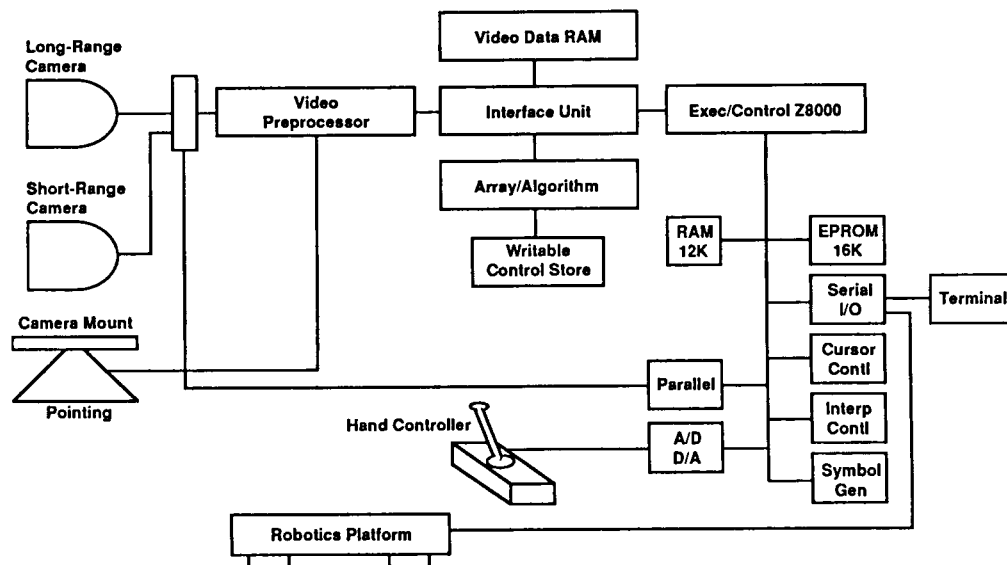 Long-Range
Camera
Video Data RAM
Video
Preprocessor
Interface Unit
Exec/Control Z8000
Short-Range
Camera
Array/Algorithm
Writable
Control Store
RAM
12K
EPROM
16K
Serial
I/O
Terminal
Camera Mount
Pointing
Cursor
Contl
Parallel
Interp
Contl
Hand Controller
A/D
D/A
Symbol
Gen
Robotics Platform